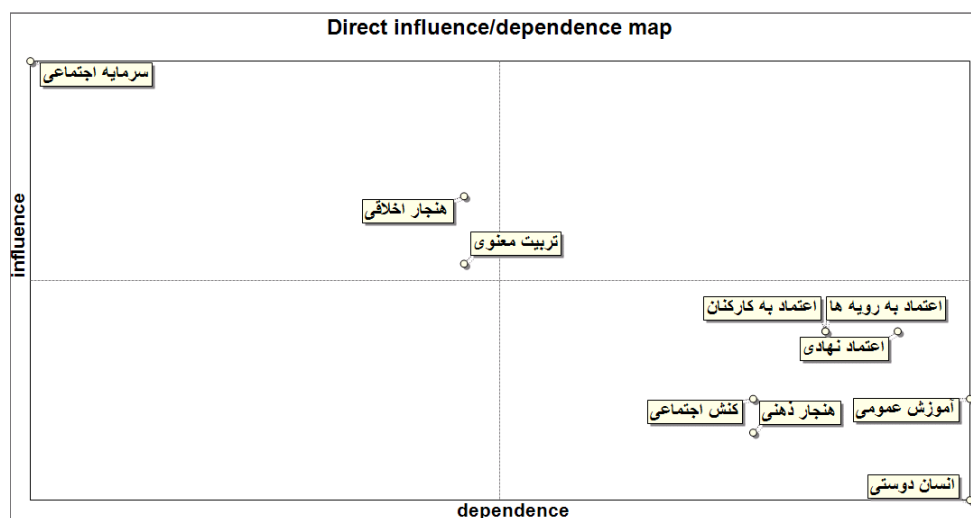 Direct influence/dependence map
سرمایه اجتماعی
هنجار اخلاقی
تربیت معنوی
influence
اعتماد به رویه ها
اعتماد به کارکنان
اعتماد نهادی
آموزش عمومی
هنجار ذهنی
کنش اجتماعی
انسان دوستی
dependence